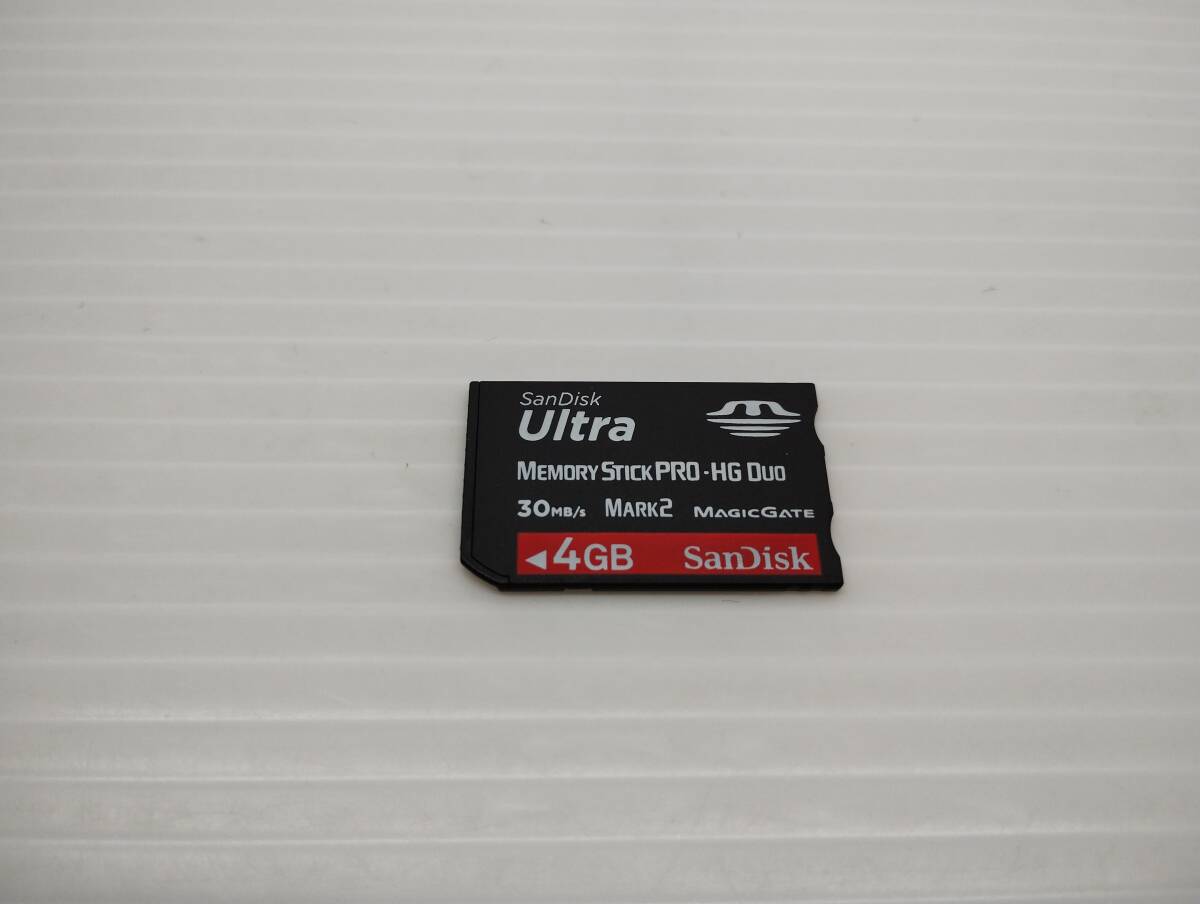 SanDisk
Ultra
MEMORY STICK PRO-HG DUO
30MB/s MARK2 MAGICGATE
4GB SanDisk